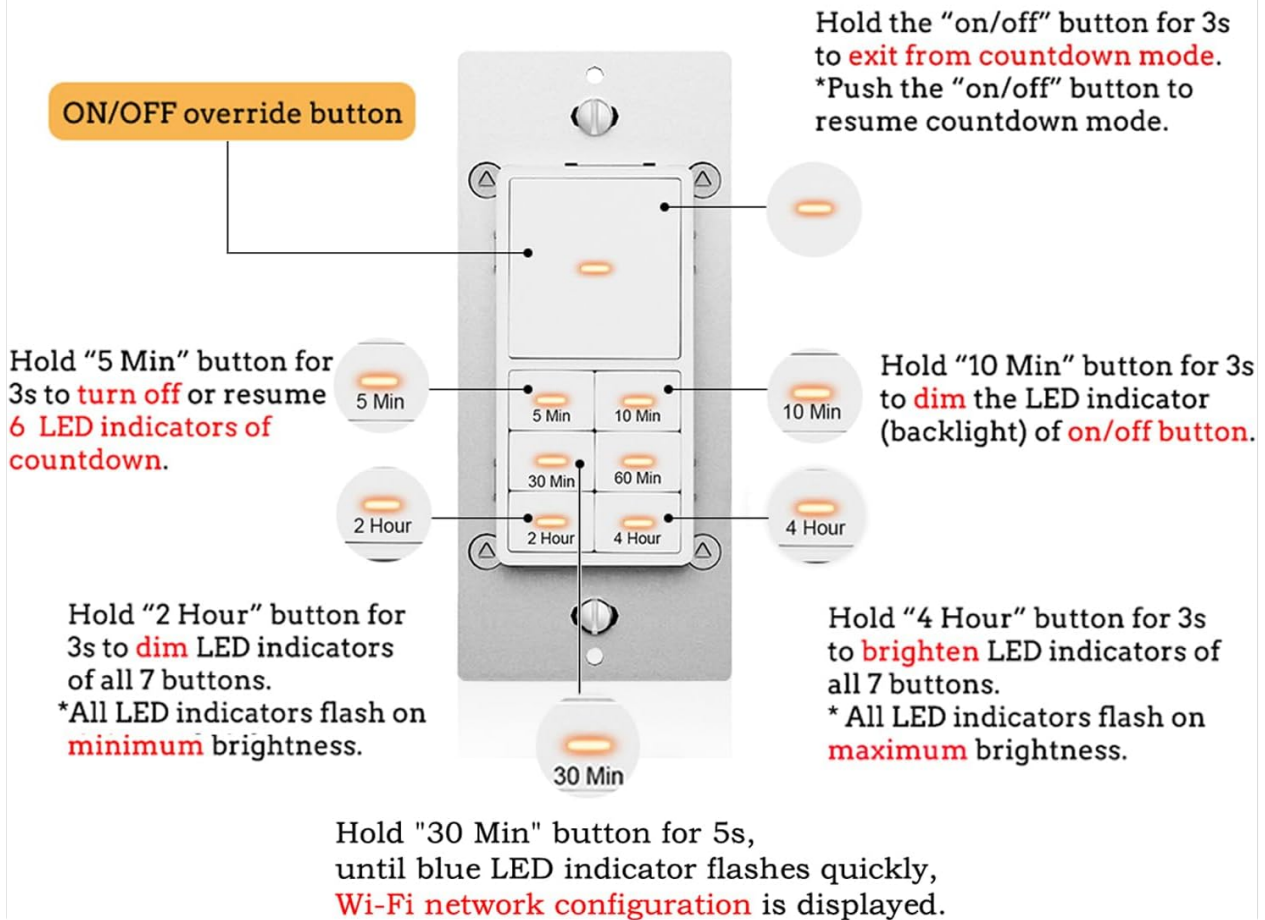 Hold the “on/off” button for 3s
to exit from countdown mode.
*Push the “on/off” button to
resume countdown mode.
ON/OFF override button
Hold “5 Min” button for
3s to turn off or resume
6 LED indicators of
countdown.
5 Min
5 Min
10 Min
10 Min
Hold “10 Min” button for 3s
to dim the LED indicator
(backlight) of on/off button.
30 Min
60 Min
2 Hour
2 Hour
4 Hour
4 Hour
Hold “2 Hour” button for
3s to dim LED indicators
of all 7 buttons.
*All LED indicators flash on
minimum brightness.
Hold “4 Hour” button for 3s
to brighten LED indicators of
all 7 buttons.
* All LED indicators flash on
maximum brightness.
30 Min
Hold "30 Min" button for 5s,
until blue LED indicator flashes quickly,
Wi-Fi network configuration is displayed.